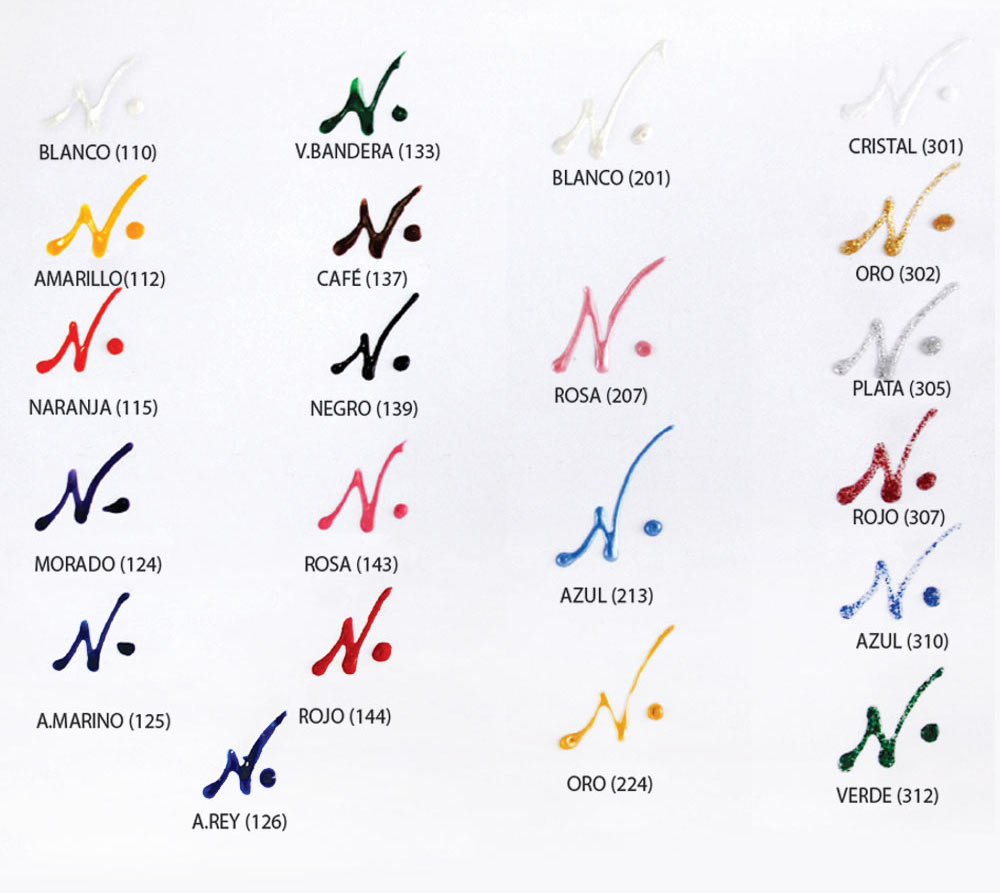 BLANCO (110)
AMARILLO(112)
NARANJA (115)
MORADO (124)
A.MARINO (125)
A.REY (126)
V.BANDERA (133)
CAFÉ (137)
NEGRO (139)
ROSA (143)
ROJO (144)
BLANCO (201)
ROSA (207)
AZUL (213)
ORO (224)
CRISTAL (301)
ORO (302)
PLATA (305)
ROJO (307)
AZUL (310)
VERDE (312)